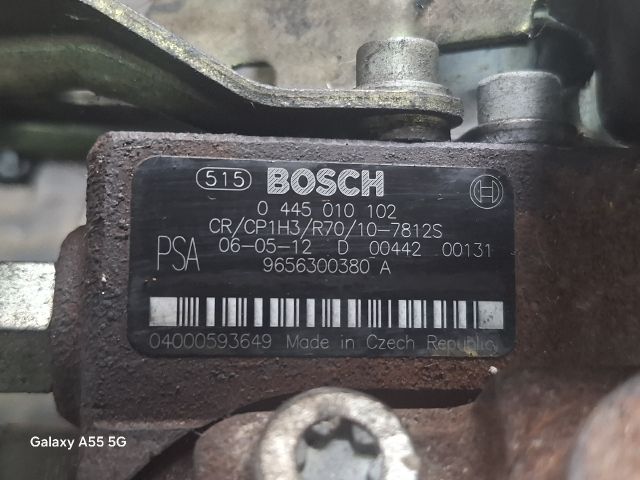 515 BOSCH
0 445 010 102
CR/CP1H3/R70/10-7812S
PSA 06-05-12 D 00442 00131
9656300380 A
04000593649 Made in Czech Republic
Galaxy A55 5G